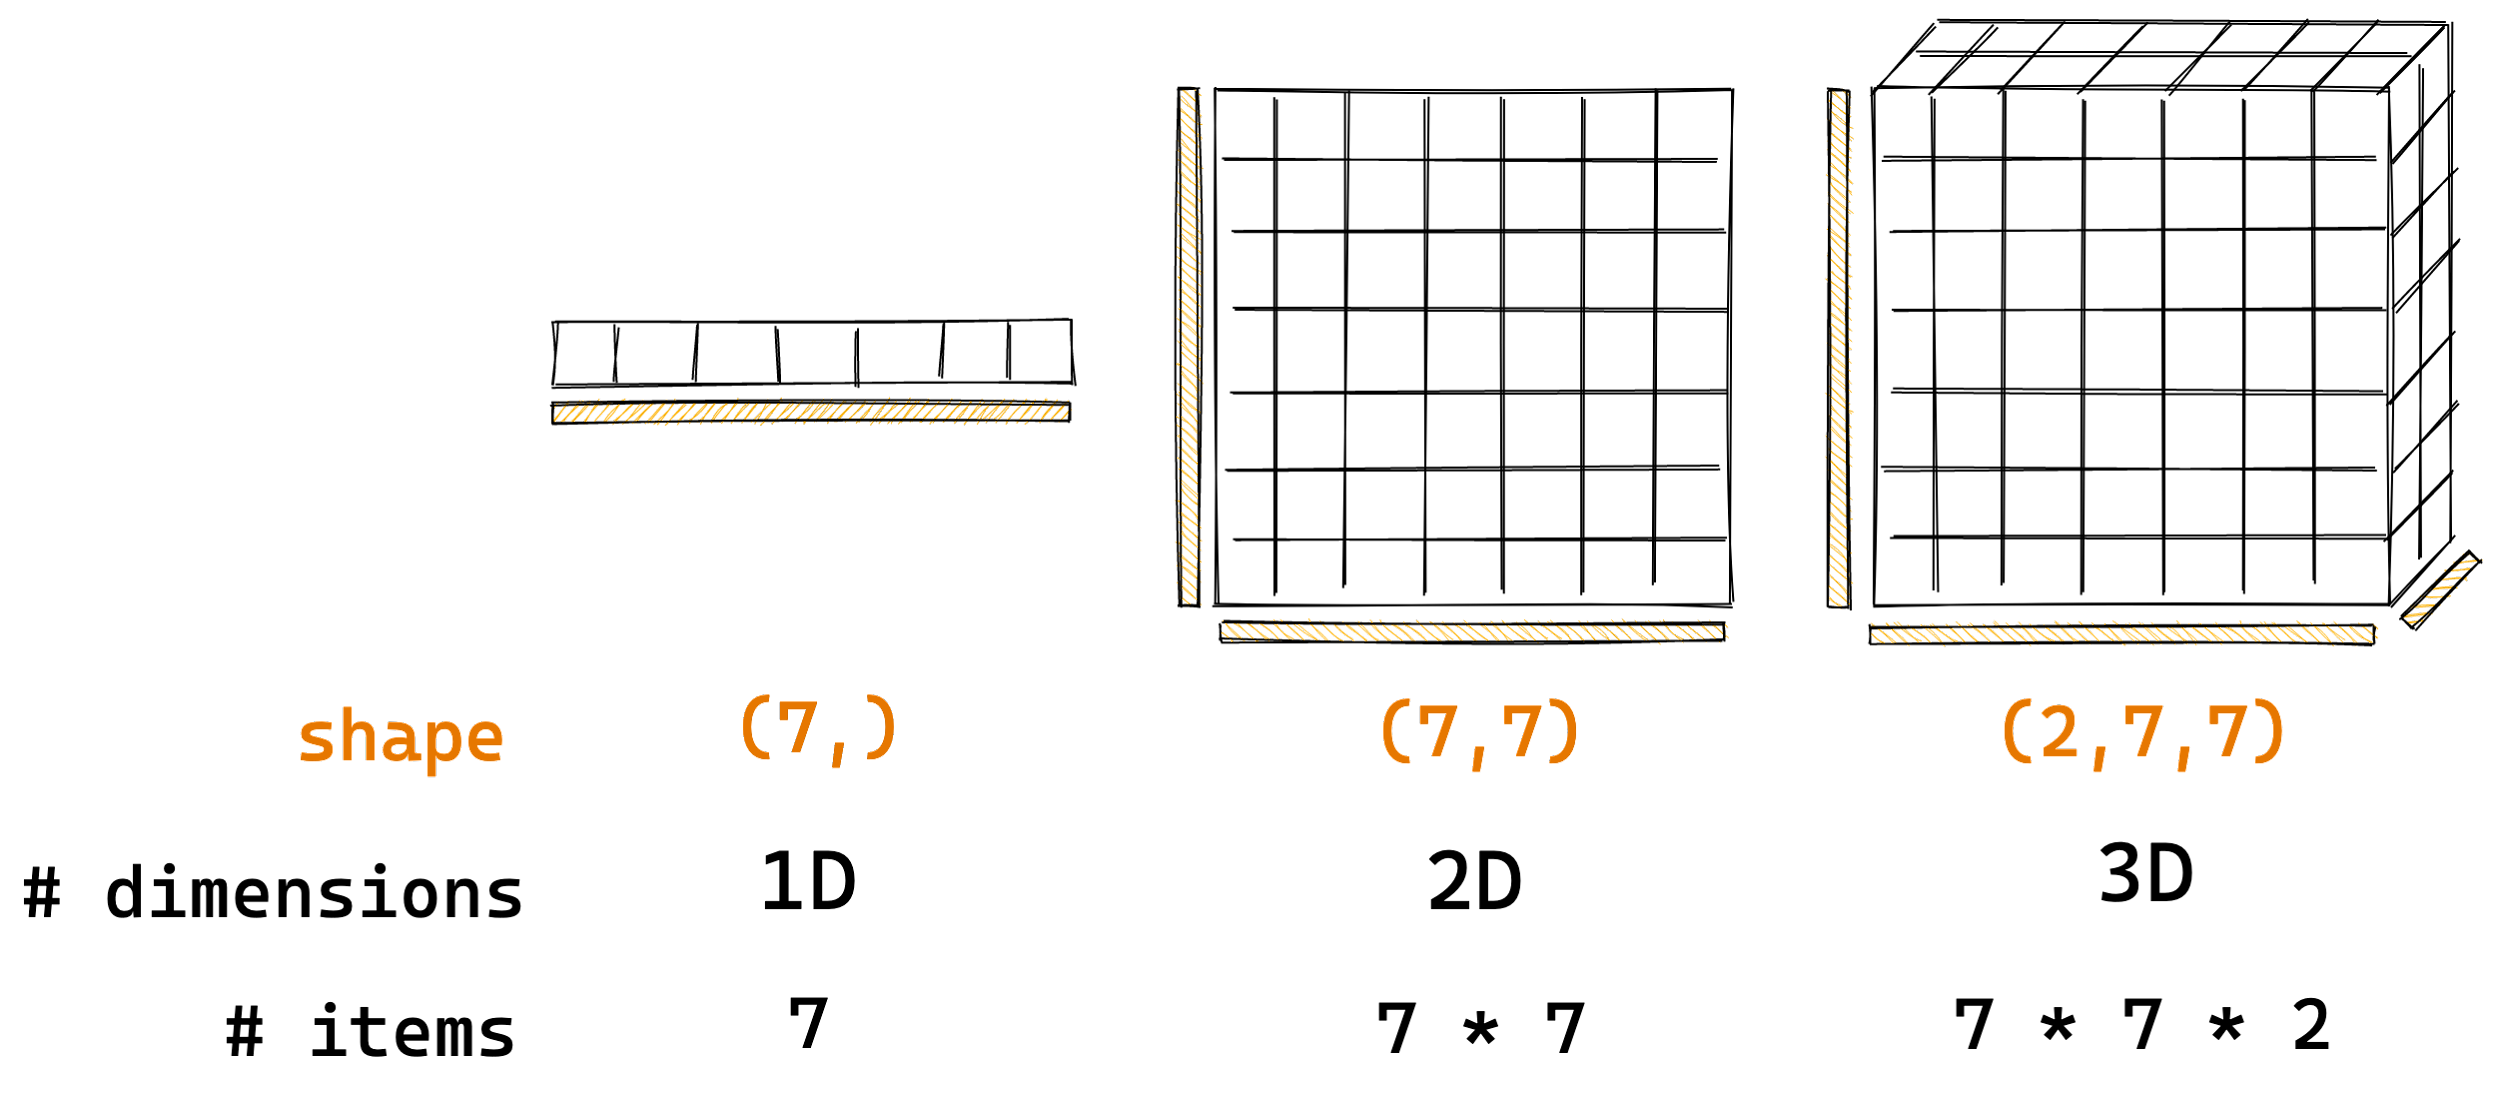 shape (7,) (7,7) (2,7,7)
# dimensions 1D 2D 3D
# items 7 7 * 7 7 * 7 * 2